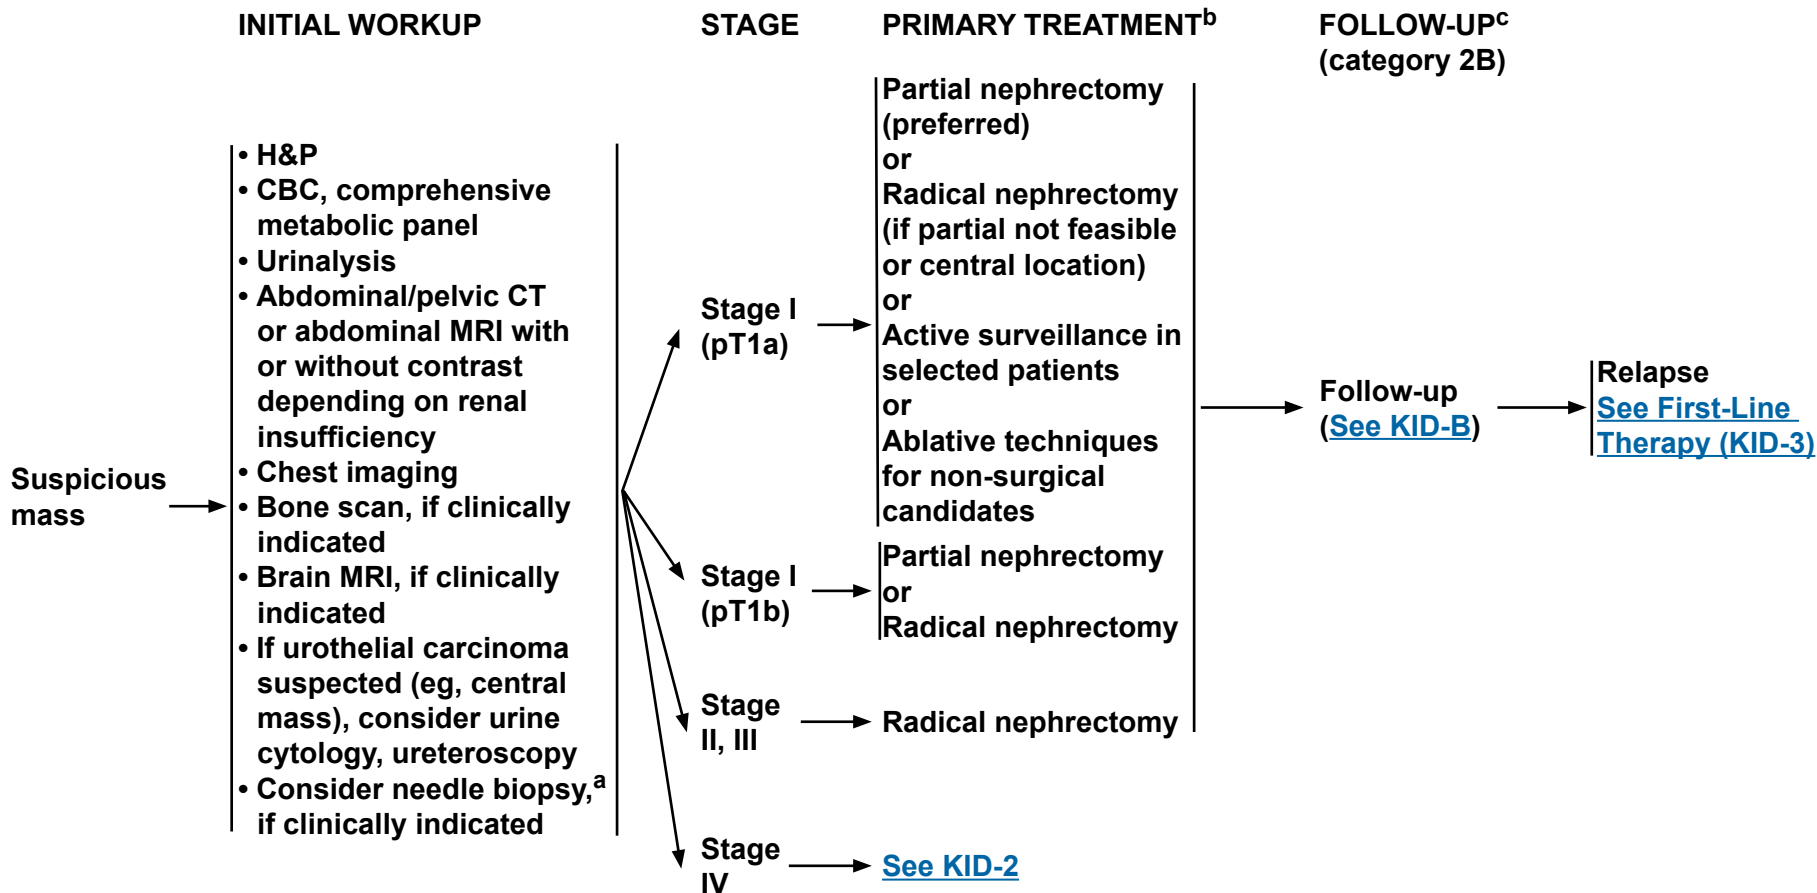 INITIAL WORKUP
STAGE
PRIMARY TREATMENTb
FOLLOW-UPc
(category 2B)
Suspicious
mass
• H&P
• CBC, comprehensive
metabolic panel
• Urinalysis
• Abdominal/pelvic CT
or abdominal MRI with
or without contrast
depending on renal
insufficiency
• Chest imaging
• Bone scan, if clinically
indicated
• Brain MRI, if clinically
indicated
• If urothelial carcinoma
suspected (eg, central
mass), consider urine
cytology, ureteroscopy
• Consider needle biopsy,a
if clinically indicated
Stage I
(pT1a)
Partial nephrectomy
(preferred)
or
Radical nephrectomy
(if partial not feasible
or central location)
or
Active surveillance in
selected patients
or
Ablative techniques
for non-surgical
candidates
Stage I
(pT1b)
Partial nephrectomy
or
Radical nephrectomy
Stage
II, III
Radical nephrectomy
Stage
IV
See KID-2
Follow-up
(See KID-B)
Relapse
See First-Line
Therapy (KID-3)